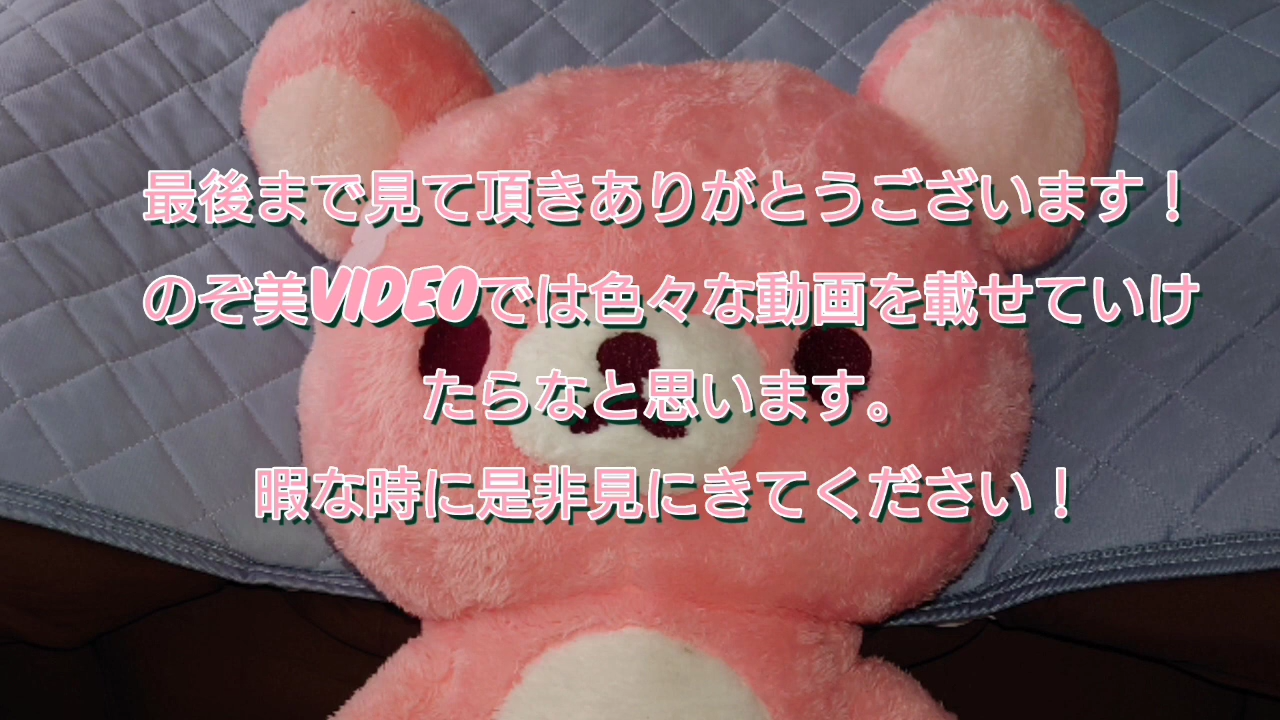 最後まで見て頂きありがとうございます！
のぞ美VIDEOでは色々な動画を載せていけ
たらなと思います。
暇な時に是非見にきてください！